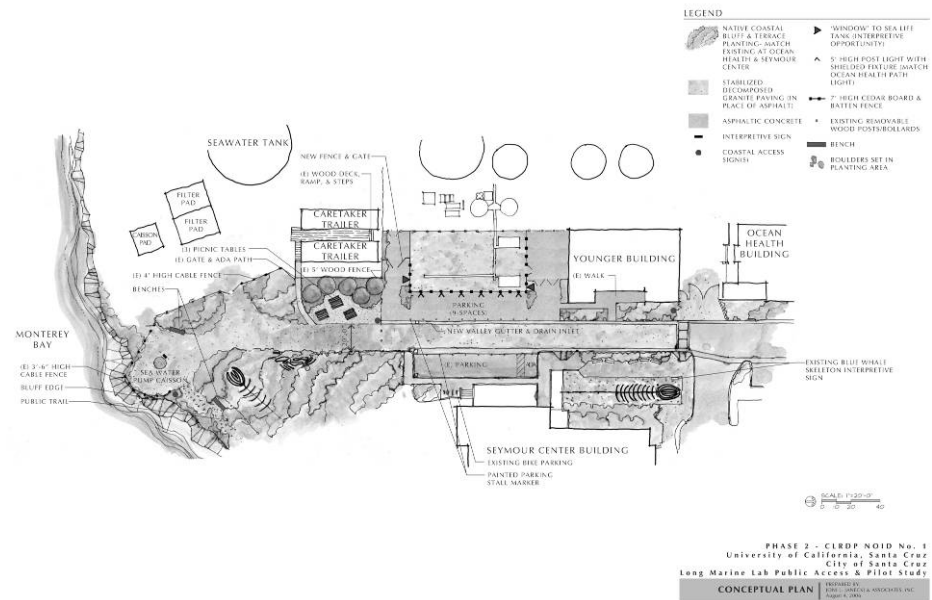 LEGEND
NATIVE COASTAL
BLUFF & TERRACE
PLANTING- MATCH
EXISTING AT OCEAN
HEALTH & SEYMOUR
CENTER
STABILIZED
DECOMPOSED
GRANITE PAVING (IN
PLACE OF ASPHALT)
ASPHALTIC CONCRETE
INTERPRETIVE SIGN
COASTAL ACCESS
SIGN(S)
'WINDOW' TO SEA LIFE
TANK (INTERPRETIVE
OPPORTUNITY)
5' HIGH POST LIGHT WITH
SHIELDED FIXTURE (MATCH
OCEAN HEALTH PATH
LIGHT)
7' HIGH CEDAR BOARD &
BATTEN FENCE
EXISTING REMOVABLE
WOOD POSTS/BOLLARDS
BENCH
BOULDERS SET IN
PLANTING AREA
SEAWATER TANK
NEW FENCE & GATE
(E) WOOD DECK,
RAMP, & STEPS
FILTER
PAD
FILTER
PAD
CARBON
PAD
CARETAKER
TRAILER
CARETAKER
TRAILER
(3) PICNIC TABLES
(E) GATE & ADA PATH
(E) 5' WOOD FENCE
(E) 4' HIGH CABLE FENCE
BENCHES
YOUNGER BUILDING
(E) WALK
OCEAN
HEALTH
BUILDING
PARKING
NEW VALLEY GUTTER & DRAIN INLET
MONTEREY
BAY
(E) 3'-6" HIGH
CABLE FENCE
BLUFF EDGE
PUBLIC TRAIL
SEA WATER
PUMP CAISSON
(E) PARKING
EXISTING BLUE WHALE
SKELETON INTERPRETIVE
SIGN
SEYMOUR CENTER BUILDING
EXISTING BIKE PARKING
PAINTED PARKING
STALL MARKER
SCALE: 1"=20'-0"
0 10 20 40
PHASE 2 - CLRDP NOID No. 1
University of California, Santa Cruz
City of Santa Cruz
Long Marine Lab Public Access & Pilot Study
CONCEPTUAL PLAN
PREPARED BY: